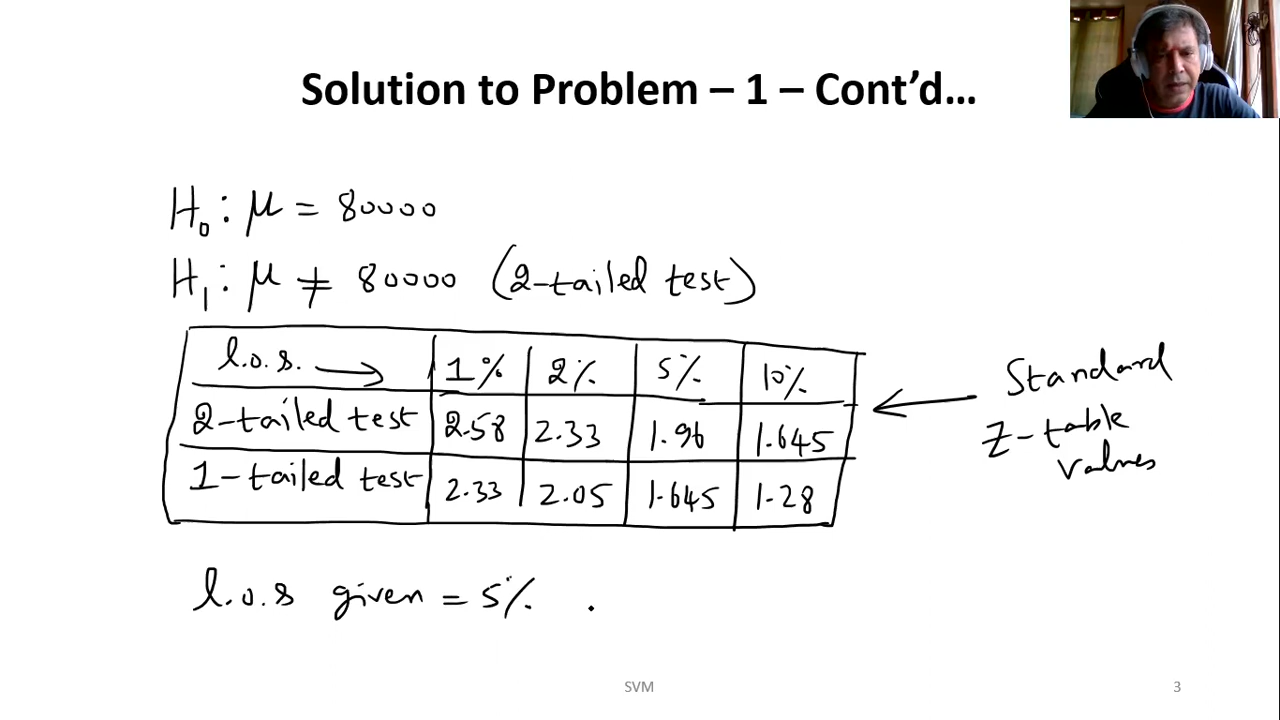 Solution to Problem – 1 – Cont’d…
H₀ : μ = 80000
H₁ : μ ≠ 80000 (2-tailed test)
l.o.s. → 1% 2% 5% 10%
2-tailed test 2.58 2.33 1.96 1.645
1-tailed test 2.33 2.05 1.645 1.28
← Standard
Z-table
values
l.o.s given = 5% .
SVM
3